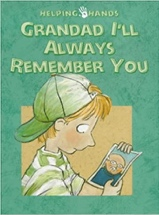 HELPING HANDS
GRANDAD I'LL
ALWAYS
REMEMBER YOU